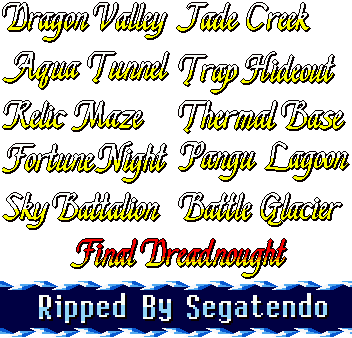 Dragon Valley Jade Creek
Aqua Tunnel Trap Hideout
Relic Maze Thermal Base
Fortune Night Pangu Lagoon
Sky Battalion Battle Glacier
Final Dreadnought
Ripped By Segatendo